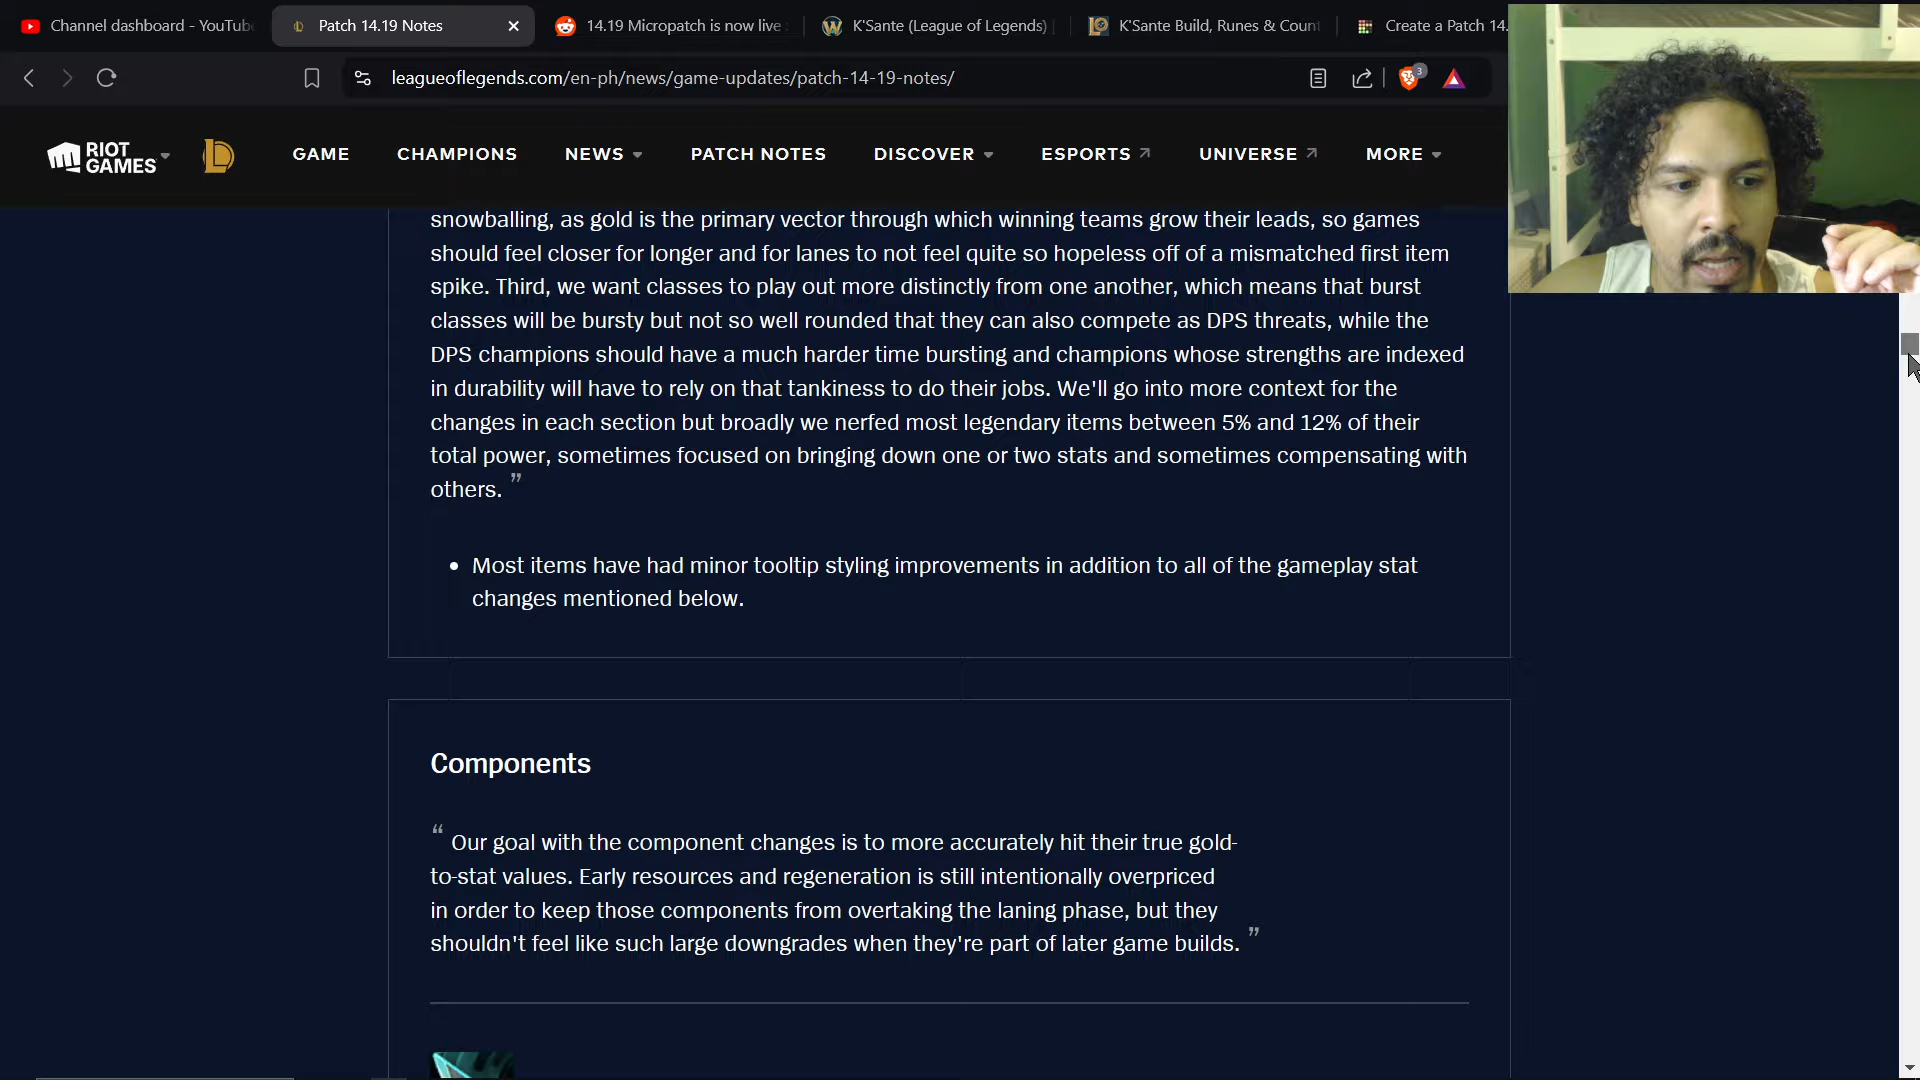 Channel dashboard - YouTube
Patch 14.19 Notes
14.19 Micropatch is now live
K'Sante (League of Legends)
K'Sante Build, Runes & Coun
Create a Patch 14.
leagueoflegends.com/en-ph/news/game-updates/patch-14-19-notes/
3
RIOT GAMES
GAME
CHAMPIONS
NEWS
PATCH NOTES
DISCOVER
ESPORTS
UNIVERSE
MORE
snowballing, as gold is the primary vector through which winning teams grow their leads, so games
should feel closer for longer and for lanes to not feel quite so hopeless off of a mismatched first item
spike. Third, we want classes to play out more distinctly from one another, which means that burst
classes will be bursty but not so well rounded that they can also compete as DPS threats, while the
DPS champions should have a much harder time bursting and champions whose strengths are indexed
in durability will have to rely on that tankiness to do their jobs. We'll go into more context for the
changes in each section but broadly we nerfed most legendary items between 5% and 12% of their
total power, sometimes focused on bringing down one or two stats and sometimes compensating with
others. ”
• Most items have had minor tooltip styling improvements in addition to all of the gameplay stat
changes mentioned below.
Components
“ Our goal with the component changes is to more accurately hit their true gold-
to-stat values. Early resources and regeneration is still intentionally overpriced
in order to keep those components from overtaking the laning phase, but they
shouldn't feel like such large downgrades when they're part of later game builds. ”